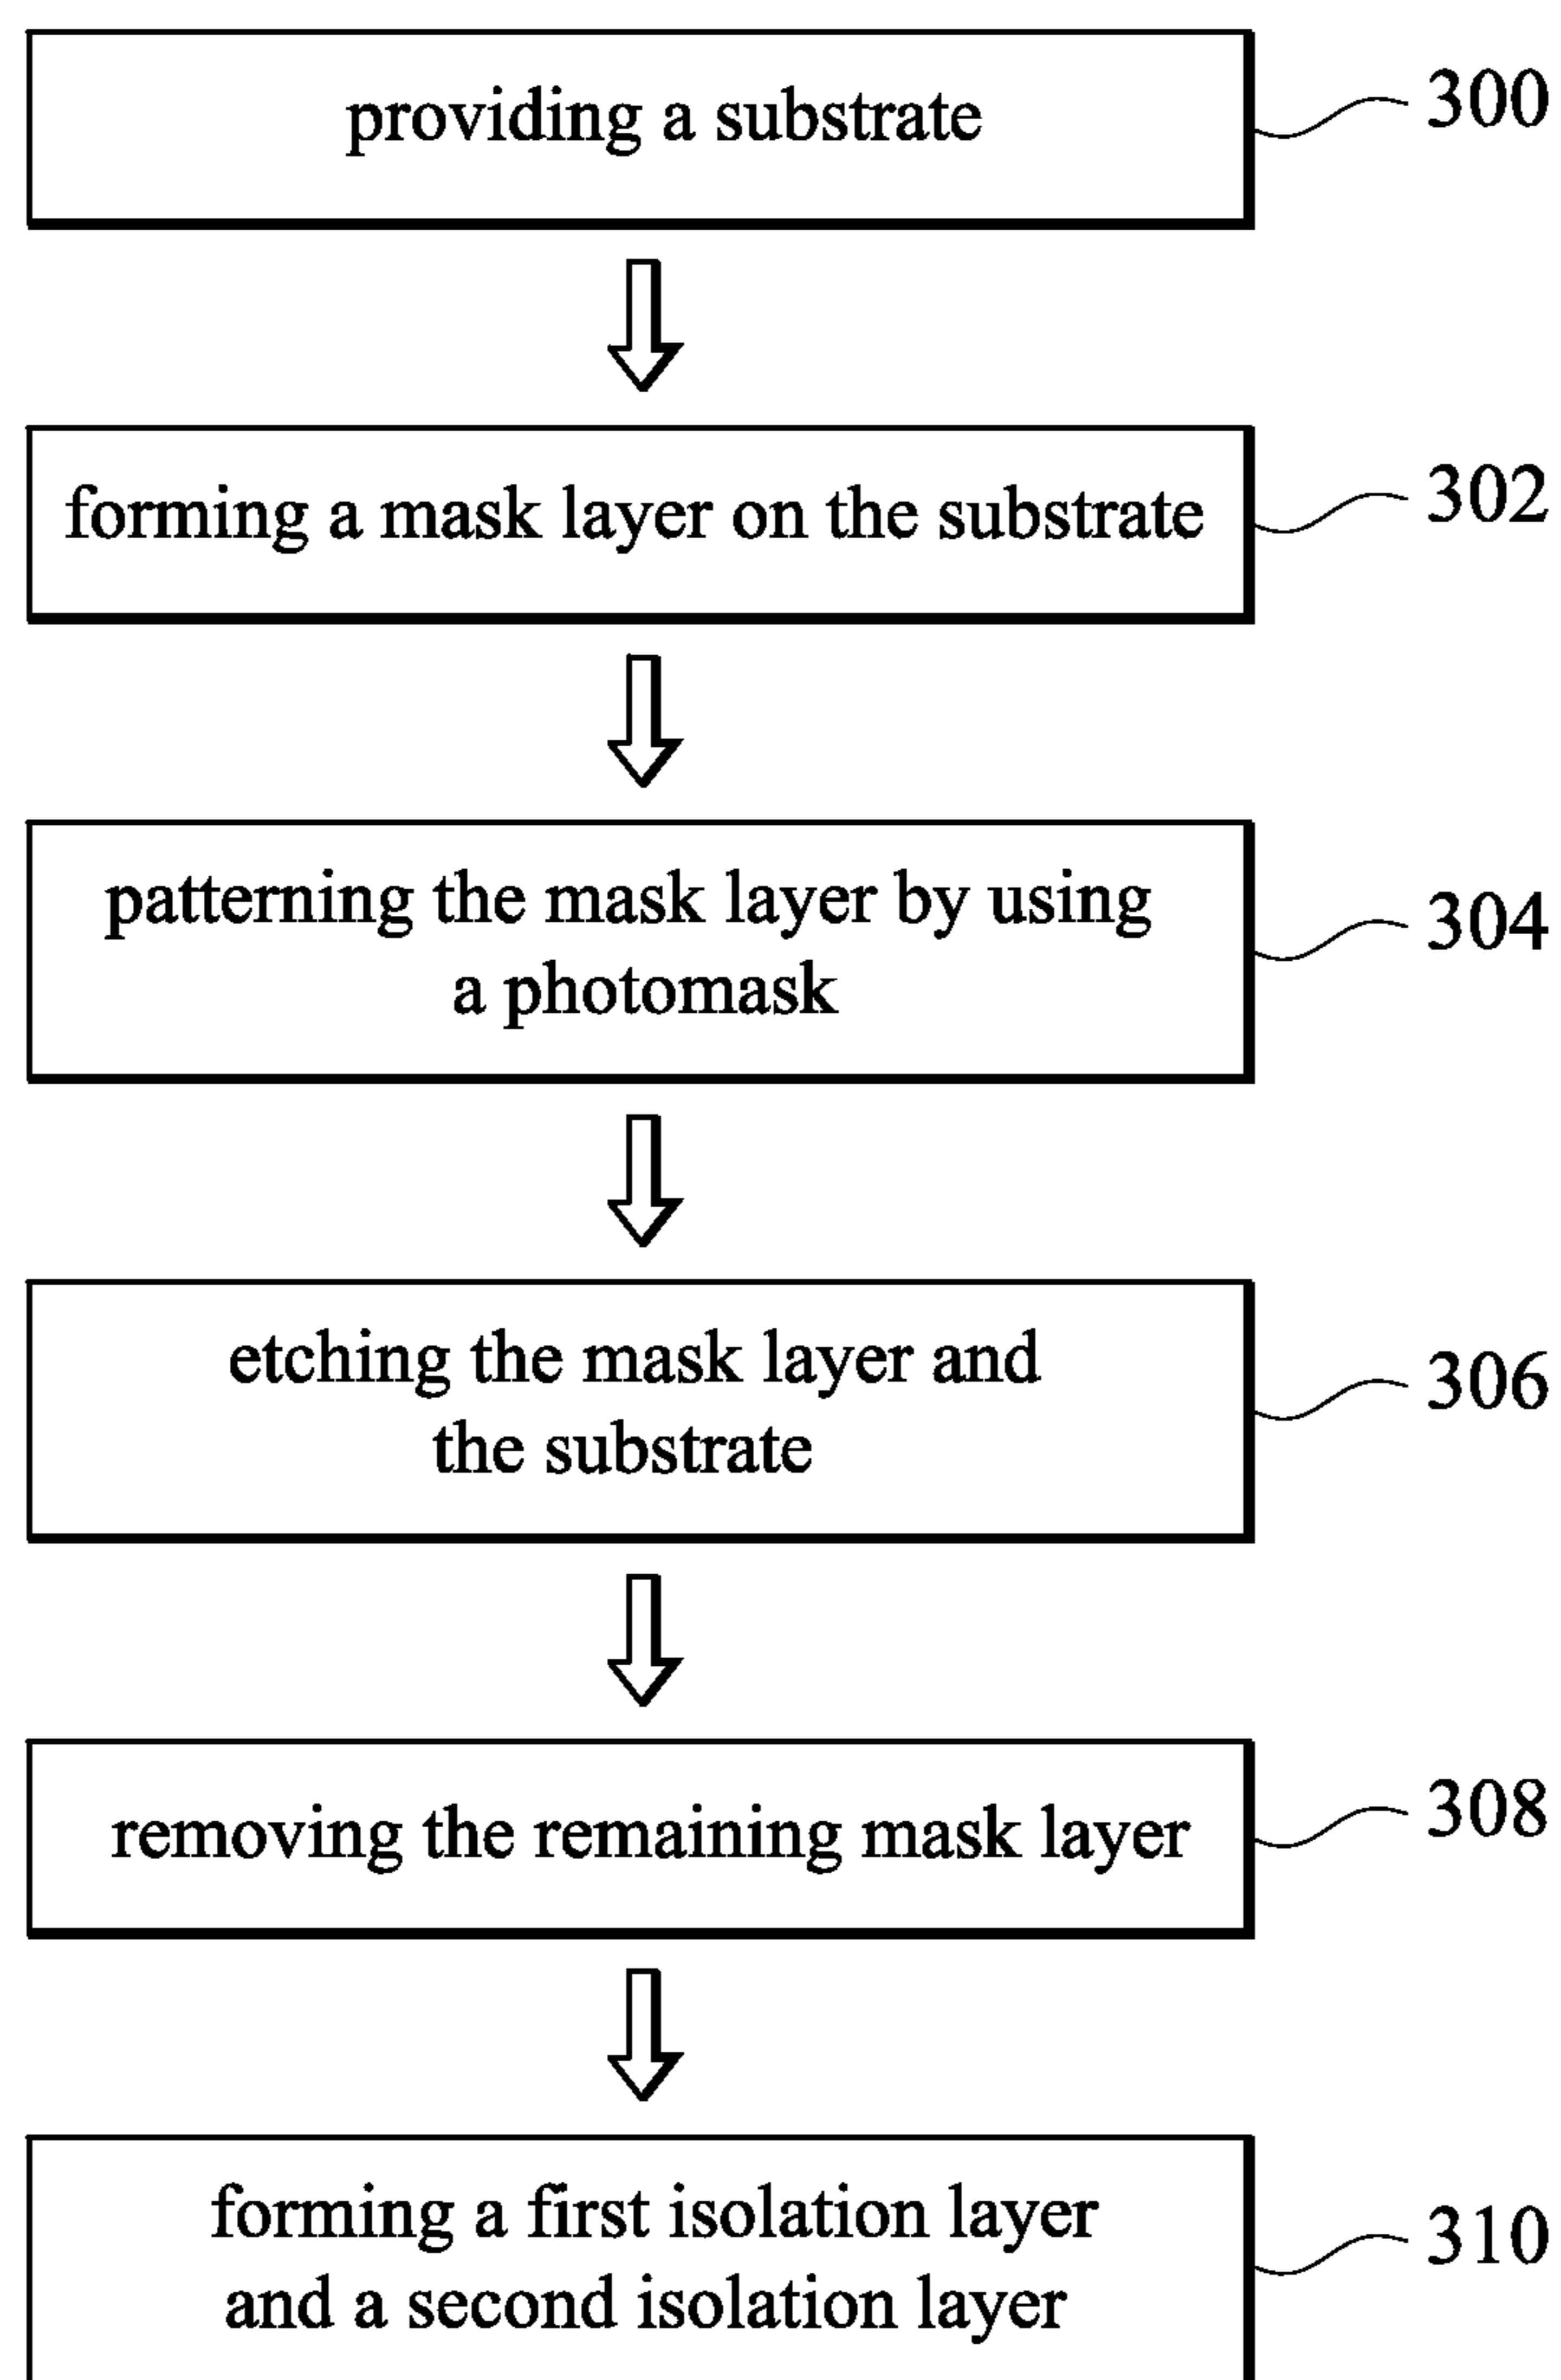 providing a substrate
300
forming a mask layer on the substrate
302
patterning the mask layer by using
a photomask
304
etching the mask layer and
the substrate
306
removing the remaining mask layer
308
forming a first isolation layer
and a second isolation layer
310